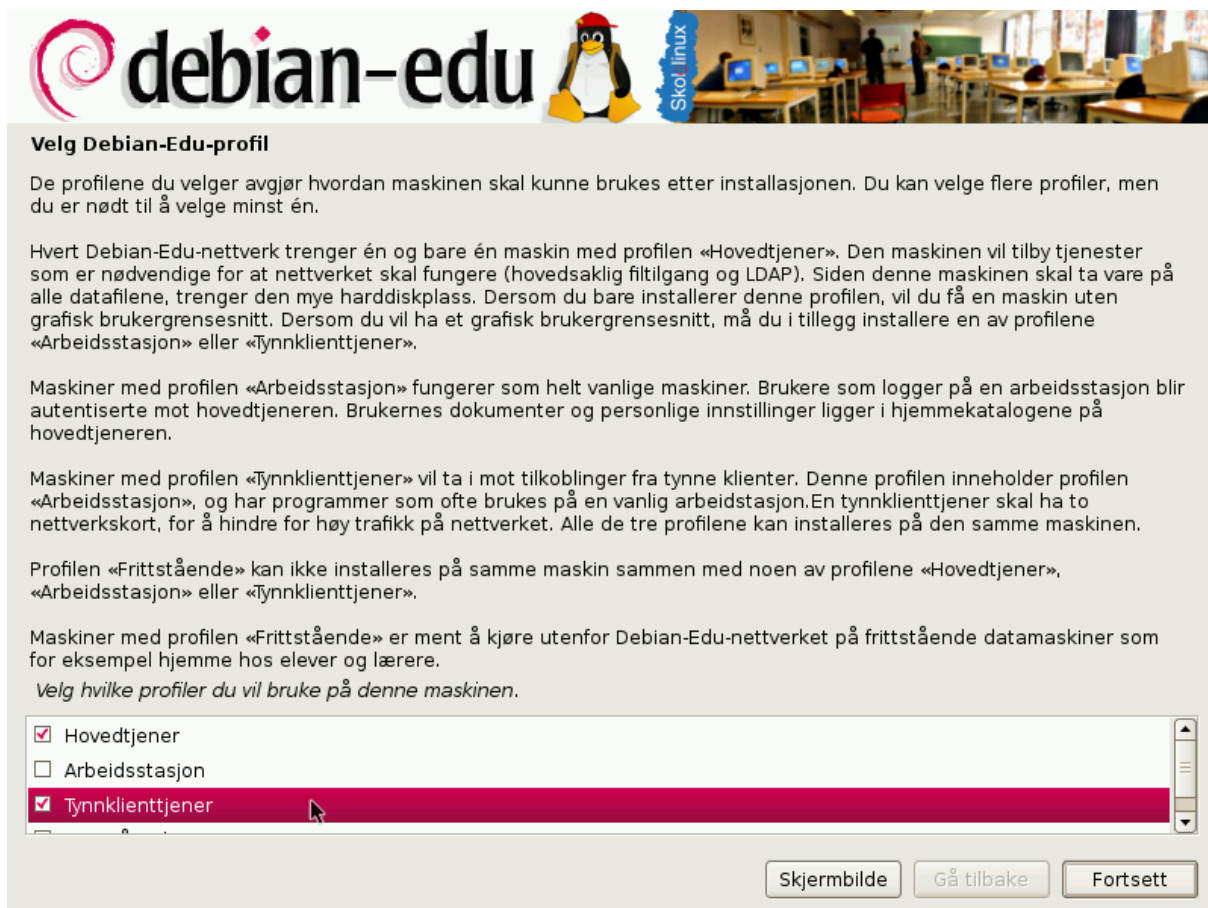 debian-edu
Skolelinux
Velg Debian-Edu-profil
De profilene du velger avgjør hvordan maskinen skal kunne brukes etter installasjonen. Du kan velge flere profiler, men
du er nødt til å velge minst én.
Hvert Debian-Edu-nettverk trenger én og bare én maskin med profilen «Hovedtjener». Den maskinen vil tilby tjenester
som er nødvendige for at nettverket skal fungere (hovedsaklig filtilgang og LDAP). Siden denne maskinen skal ta vare på
alle datafilene, trenger den mye harddiskplass. Dersom du bare installerer denne profilen, vil du få en maskin uten
grafisk brukergrensesnitt. Dersom du vil ha et grafisk brukergrensesnitt, må du i tillegg installere en av profilene
«Arbeidsstasjon» eller «Tynnklienttjener».
Maskiner med profilen «Arbeidsstasjon» fungerer som helt vanlige maskiner. Brukere som logger på en arbeidsstasjon blir
autentiserte mot hovedtjeneren. Brukernes dokumenter og personlige innstillinger ligger i hjemmekatalogene på
hovedtjeneren.
Maskiner med profilen «Tynnklienttjener» vil ta i mot tilkoblinger fra tynne klienter. Denne profilen inneholder profilen
«Arbeidsstasjon», og har programmer som ofte brukes på en vanlig arbeidstasjon.En tynnklienttjener skal ha to
nettverkskort, for å hindre for høy trafikk på nettverket. Alle de tre profilene kan installeres på den samme maskinen.
Profilen «Frittstående» kan ikke installeres på samme maskin sammen med noen av profilene «Hovedtjener»,
«Arbeidsstasjon» eller «Tynnklienttjener».
Maskiner med profilen «Frittstående» er ment å kjøre utenfor Debian-Edu-nettverket på frittstående datamaskiner som
for eksempel hjemme hos elever og lærere.
Velg hvilke profiler du vil bruke på denne maskinen.
Hovedtjener
Arbeidsstasjon
Tynnklienttjener
Skjermbilde
Gå tilbake
Fortsett